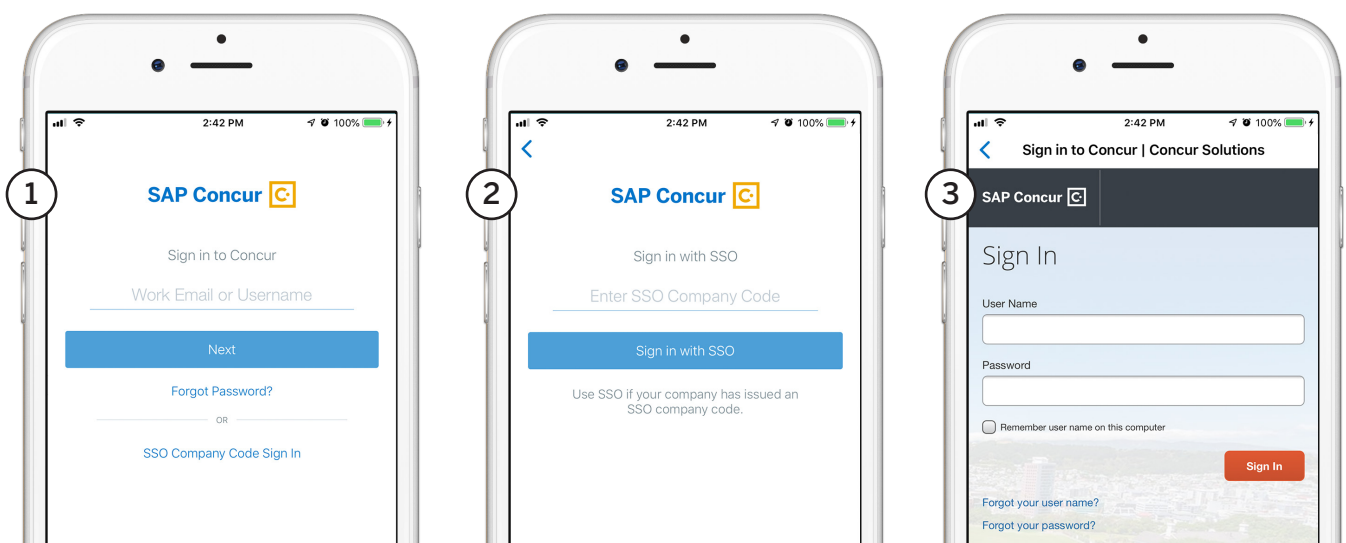 1
2:42 PM
100%
SAP Concur C.
Sign in to Concur
Work Email or Username
Next
Forgot Password?
OR
SSO Company Code Sign In
2
2:42 PM
100%
SAP Concur C.
Sign in with SSO
Enter SSO Company Code
Sign in with SSO
Use SSO if your company has issued an
SSO company code.
3
2:42 PM
100%
Sign in to Concur | Concur Solutions
SAP Concur C.
Sign In
User Name
Password
Remember user name on this computer
Sign In
Forgot your user name?
Forgot your password?